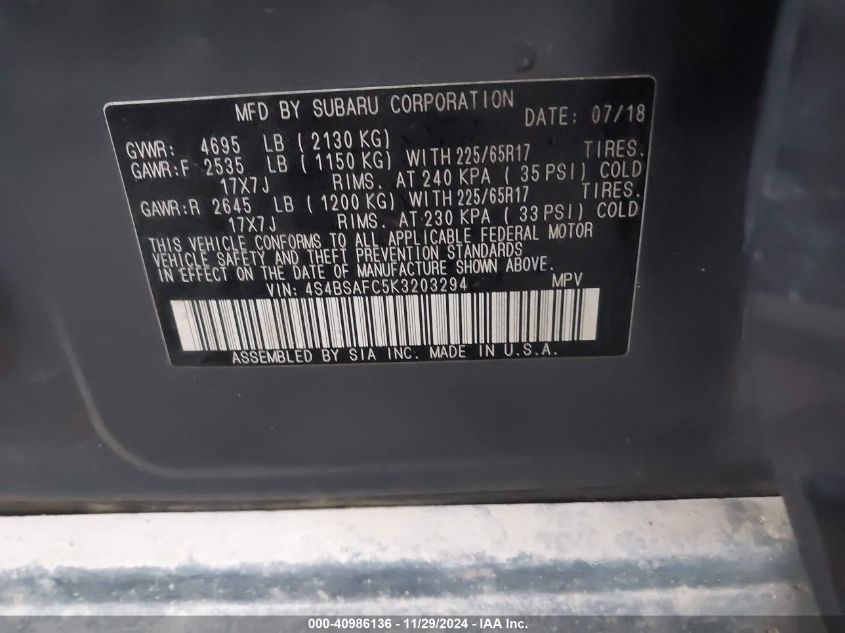 MFD BY SUBARU CORPORATION DATE: 07/18
GVWR: 4695 LB ( 2130 KG)
GAWR:F 2535 LB ( 1150 KG) WITH 225/65R17 TIRES.
17X7J RIMS. AT 240 KPA ( 35 PSI) COLD
GAWR:R 2645 LB ( 1200 KG) WITH 225/65R17 TIRES.
17X7J RIMS. AT 230 KPA ( 33 PSI) COLD
THIS VEHICLE CONFORMS TO ALL APPLICABLE FEDERAL MOTOR
VEHICLE SAFETY AND THEFT PREVENTION STANDARDS
IN EFFECT ON THE DATE OF MANUFACTURE SHOWN ABOVE.
VIN: 4S4BSAFC5K3203294 MPV
ASSEMBLED BY SIA INC. MADE IN U.S.A.
000-40986136 - 11/29/2024 - IAA Inc.